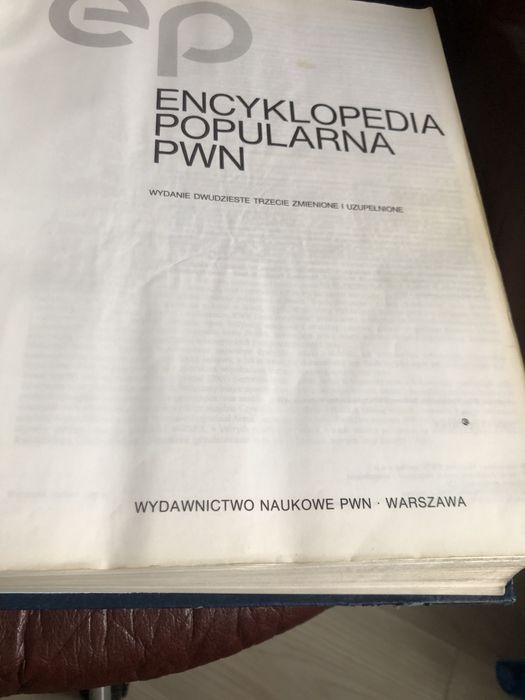 ep
ENCYKLOPEDIA
POPULARNA
PWN
WYDANIE DWUDZIESTE TRZECIE ZMIENIONE I UZUPEŁNIONE
WYDAWNICTWO NAUKOWE PWN · WARSZAWA